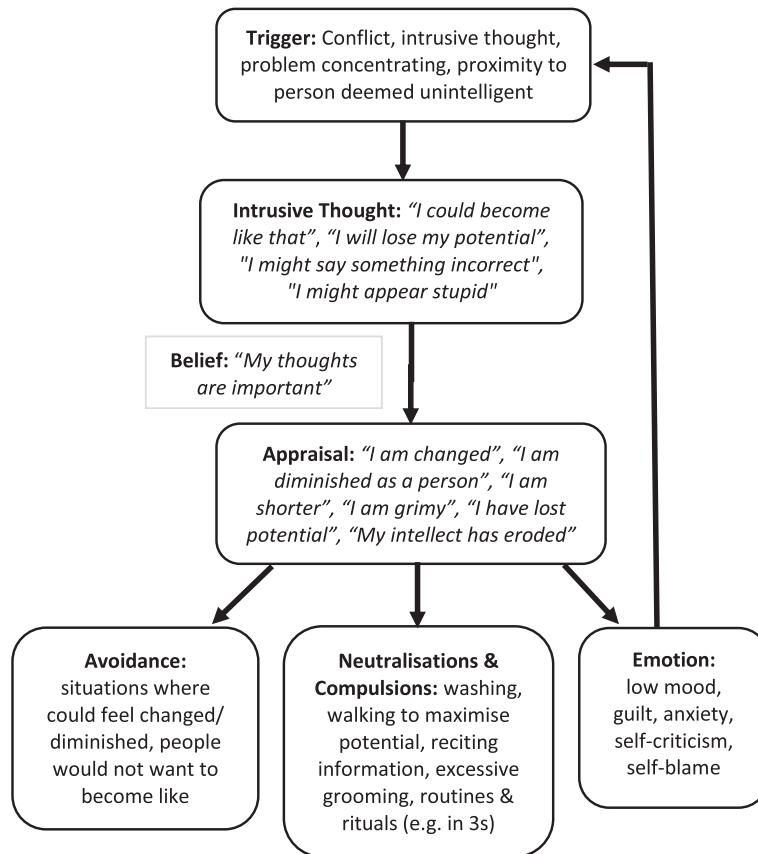 Trigger: Conflict, intrusive thought,
problem concentrating, proximity to
person deemed unintelligent
Intrusive Thought: “I could become
like that”, “I will lose my potential”,
"I might say something incorrect",
"I might appear stupid"
Belief: “My thoughts
are important”
Appraisal: “I am changed”, “I am
diminished as a person”, “I am
shorter”, “I am grimy”, “I have lost
potential”, “My intellect has eroded”
Avoidance:
situations where
could feel changed/
diminished, people
would not want to
become like
Neutralisations &
Compulsions: washing,
walking to maximise
potential, reciting
information, excessive
grooming, routines &
rituals (e.g. in 3s)
Emotion:
low mood,
guilt, anxiety,
self-criticism,
self-blame